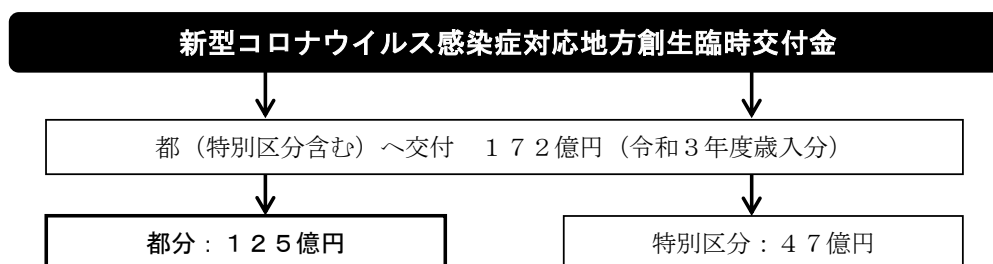 新型コロナウイルス感染症対応地方創生臨時交付金
都（特別区分含む）へ交付　１７２億円（令和３年度歳入分）
都分：１２５億円
特別区分：４７億円